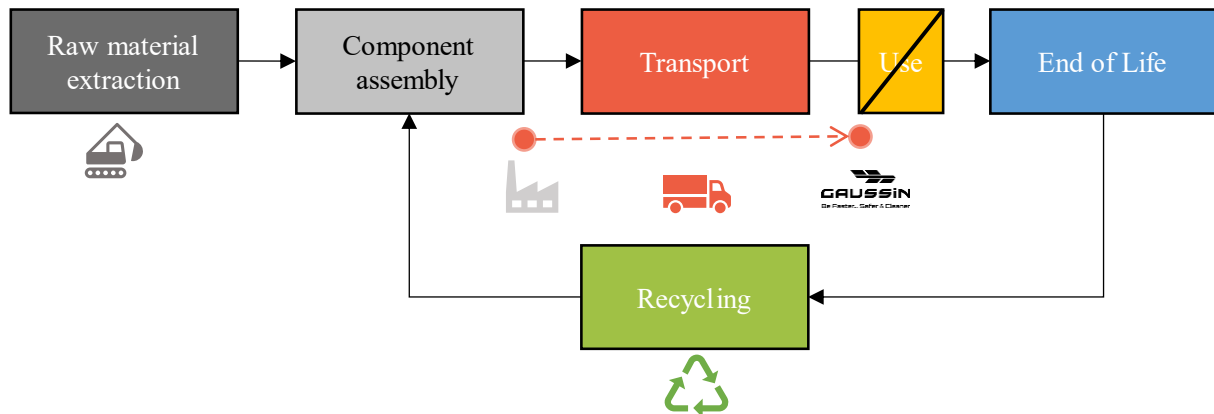 Raw material
extraction
Component
assembly
Transport
Use
End of Life
GAUSSIN
Be Faster... Safer & Cleaner
Recycling